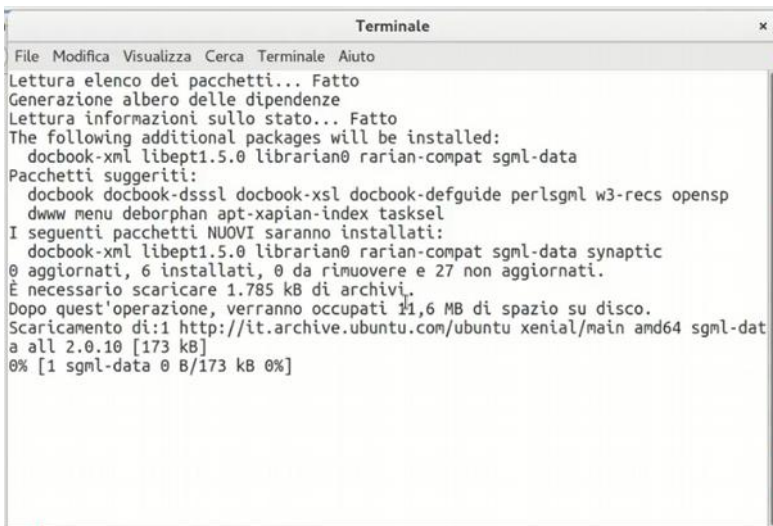 Terminale
File Modifica Visualizza Cerca Terminale Aiuto
Lettura elenco dei pacchetti... Fatto
Generazione albero delle dipendenze
Lettura informazioni sullo stato... Fatto
The following additional packages will be installed:
  docbook-xml libept1.5.0 librarian0 rarian-compat sgml-data
Pacchetti suggeriti:
  docbook docbook-dsssl docbook-xsl docbook-defguide perlsgml w3-recs opensp
  dwww menu deborphan apt-xapian-index tasksel
I seguenti pacchetti NUOVI saranno installati:
  docbook-xml libept1.5.0 librarian0 rarian-compat sgml-data synaptic
0 aggiornati, 6 installati, 0 da rimuovere e 27 non aggiornati.
È necessario scaricare 1.785 kB di archivi.
Dopo quest'operazione, verranno occupati 11,6 MB di spazio su disco.
Scaricamento di:1 http://it.archive.ubuntu.com/ubuntu xenial/main amd64 sgml-dat
a all 2.0.10 [173 kB]
0% [1 sgml-data 0 B/173 kB 0%]